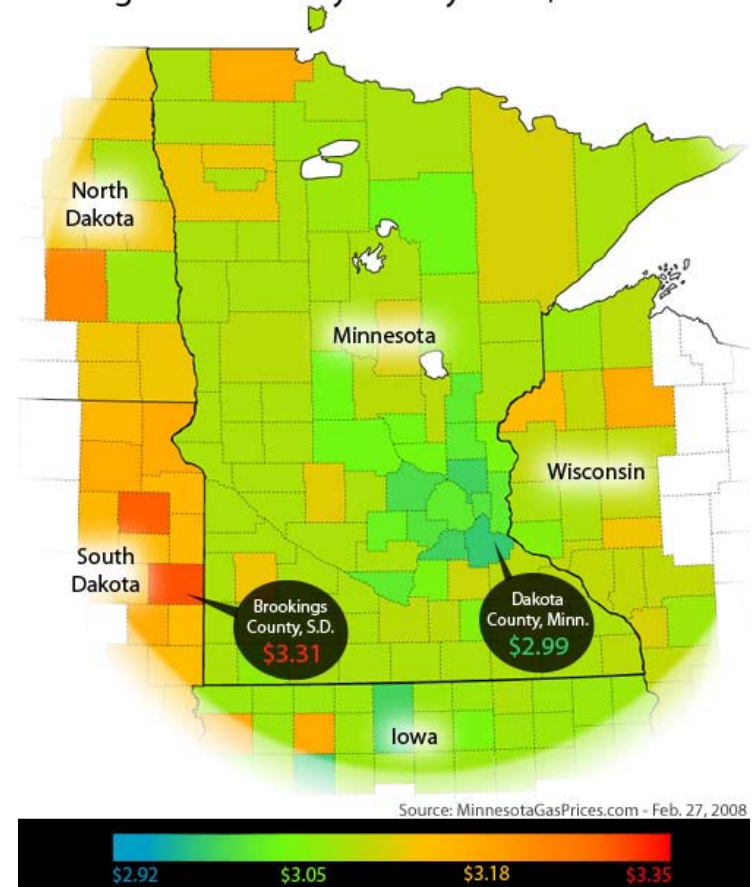 North
Dakota
Minnesota
Wisconsin
South
Dakota
Brookings
County, S.D.
$3.31
Dakota
County, Minn.
$2.99
Iowa
Source: MinnesotaGasPrices.com - Feb. 27, 2008
$2.92 $3.05 $3.18 $3.35